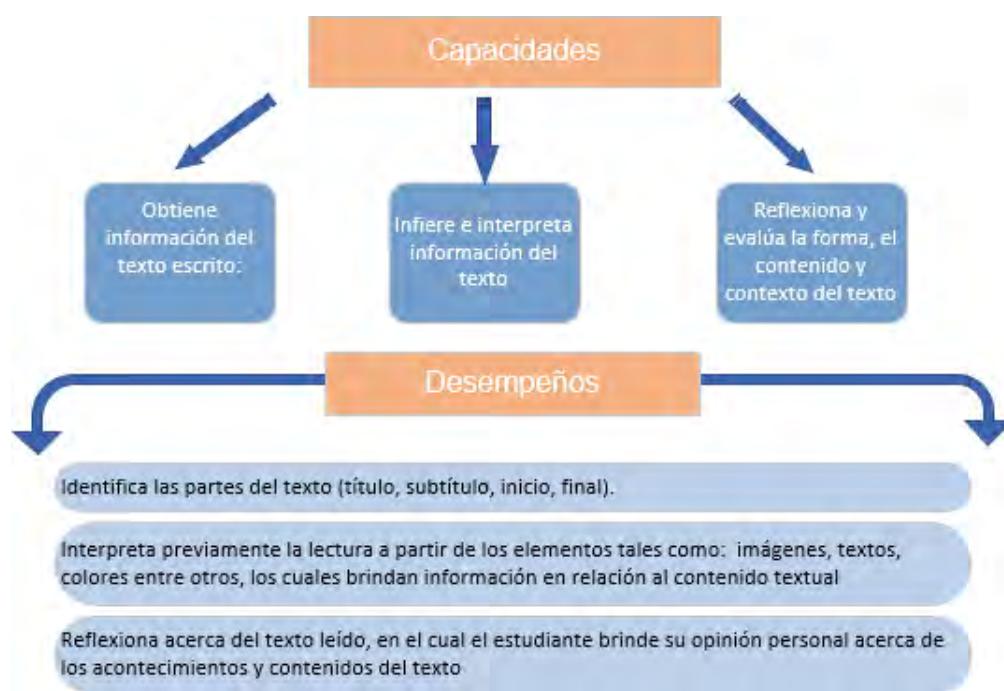 Capacidades
Obtiene
información del
texto escrito:
Infiere e interpreta
información del
texto
Reflexiona y
evalúa la forma, el
contenido y
contexto del texto
Desempeños
Identifica las partes del texto (título, subtítulo, inicio, final).
Interpreta previamente la lectura a partir de los elementos tales como:  imágenes, textos,
colores entre otros, los cuales brindan información en relación al contenido textual
Reflexiona acerca del texto leído, en el cual el estudiante brinde su opinión personal acerca de
los acontecimientos y contenidos del texto